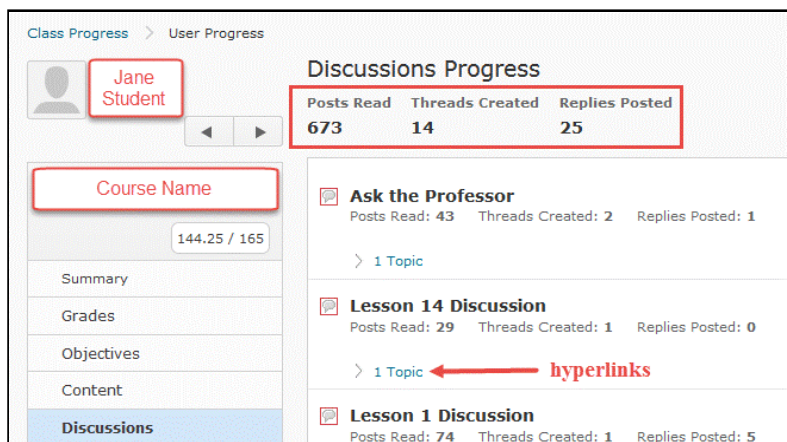 Class Progress > User Progress
Jane
Student
Course Name
144.25 / 165
Summary
Grades
Objectives
Content
Discussions
Discussions Progress
Posts Read Threads Created Replies Posted
673 14 25
Ask the Professor
Posts Read: 43 Threads Created: 2 Replies Posted: 1
1 Topic
Lesson 14 Discussion
Posts Read: 29 Threads Created: 1 Replies Posted: 0
1 Topic hyperlinks
Lesson 1 Discussion
Posts Read: 74 Threads Created: 1 Replies Posted: 5